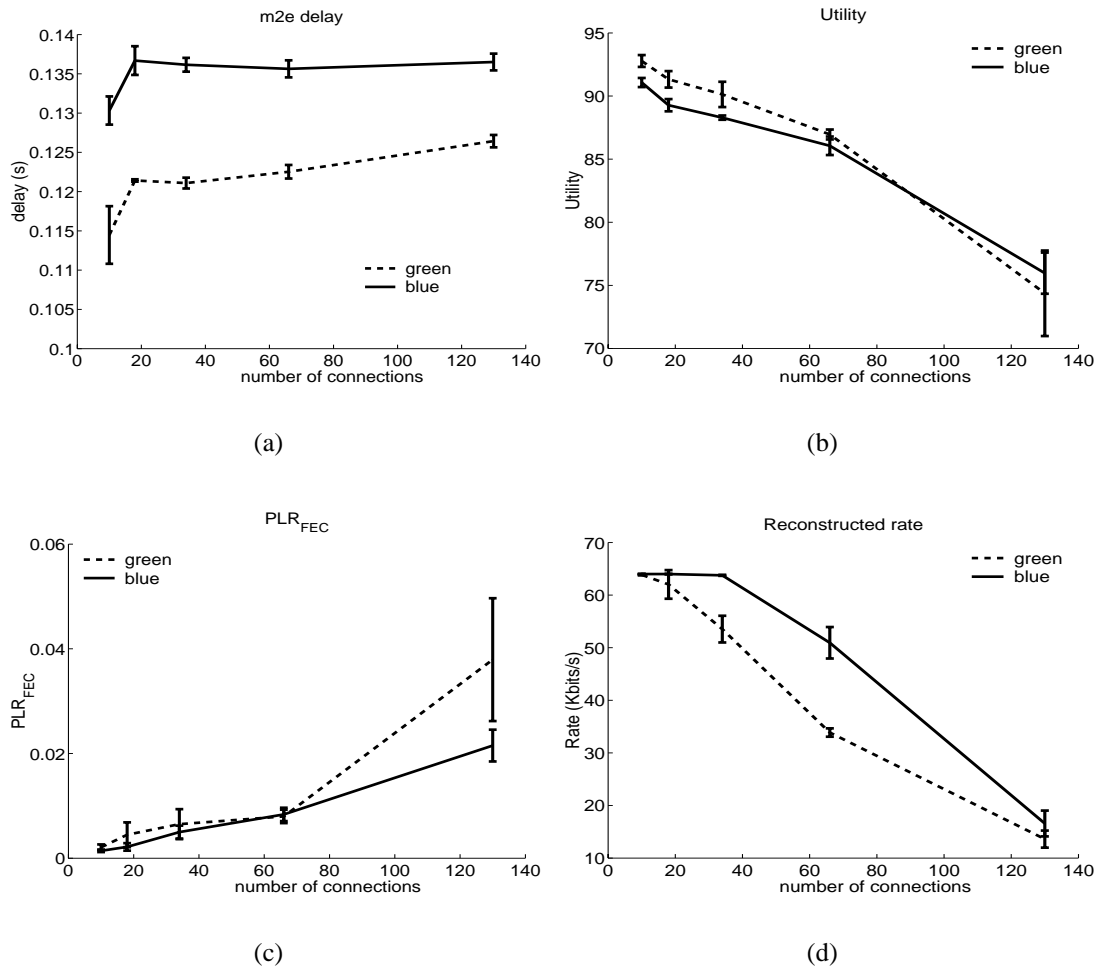 m2e delay
0.14
0.135
0.13
0.125
0.12
0.115
0.11
0.105
0.1
delay (s)
green
blue
0 20 40 60 80 100 120 140
number of connections
(a)
Utility
95
90
85
80
75
70
Utility
green
blue
0 20 40 60 80 100 120 140
number of connections
(b)
PLR_FEC
0.06
0.04
0.02
0
PLR_FEC
green
blue
0 20 40 60 80 100 120 140
number of connections
(c)
Reconstructed rate
70
60
50
40
30
20
10
Rate (Kbits/s)
green
blue
0 20 40 60 80 100 120 140
number of connections
(d)